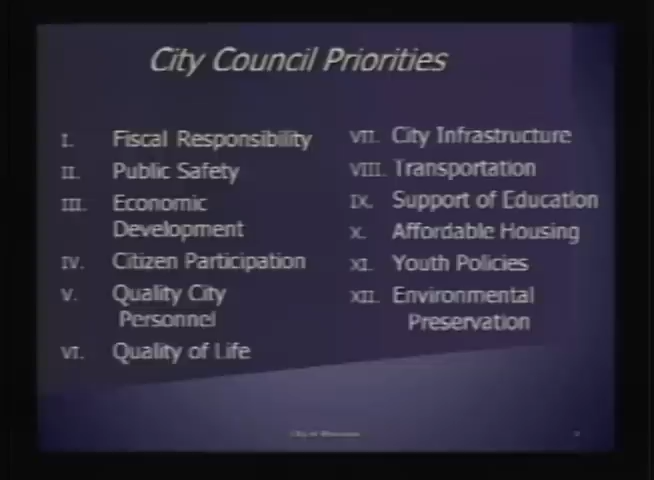 City Council Priorities
I. Fiscal Responsibility
II. Public Safety
III. Economic
Development
IV. Citizen Participation
V. Quality City
Personnel
VI. Quality of Life
VII. City Infrastructure
VIII. Transportation
IX. Support of Education
X. Affordable Housing
XI. Youth Policies
XII. Environmental
Preservation
City of